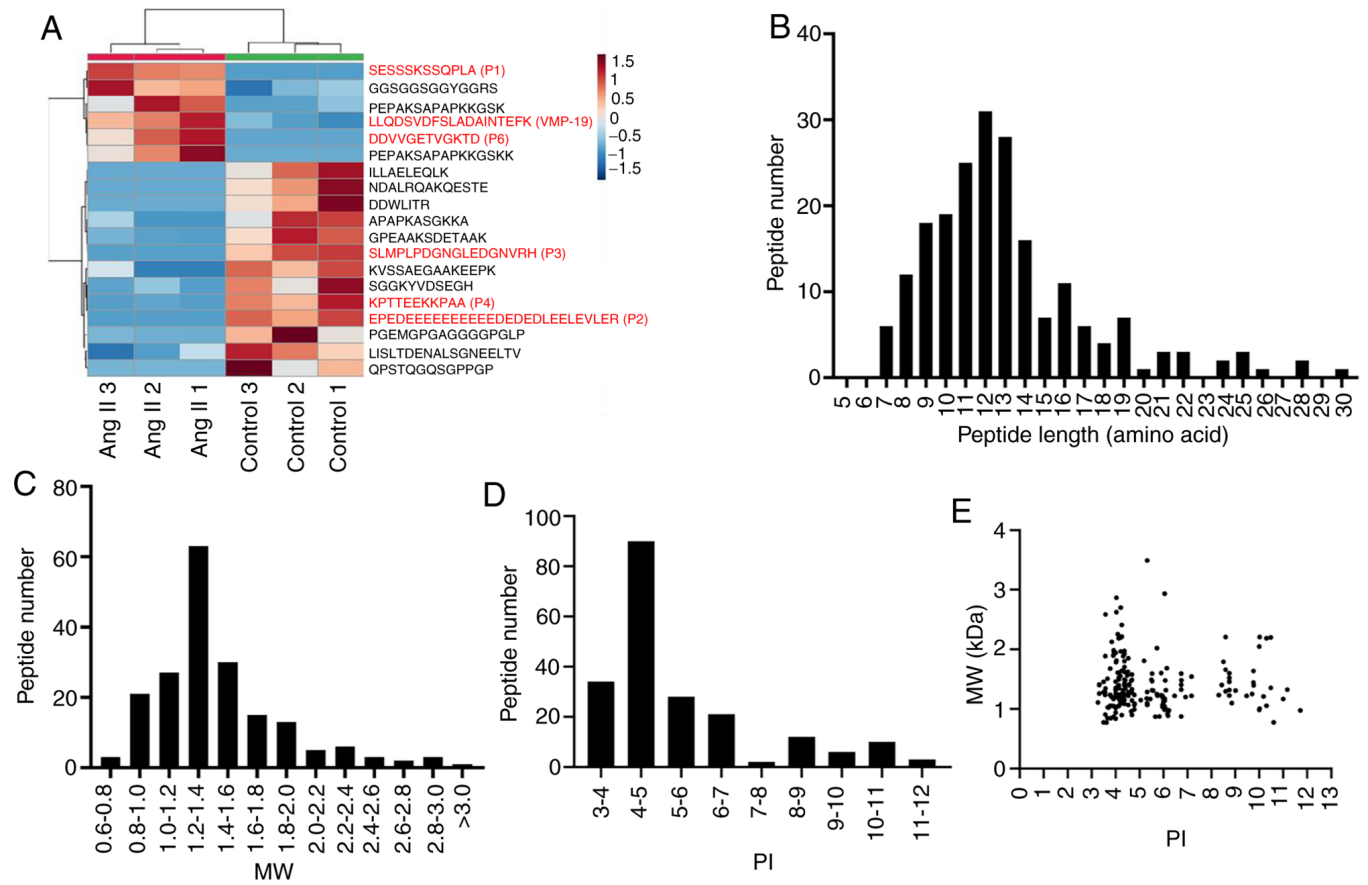 A
SESSSKSSQPLA (P1)
GGSGGSGGYGGRS
PEPAKSAPAPKKGSK
LLQDSVDFSLADAINTEFK (VMP-19)
DDVVGETVGKTD (P6)
PEPAKSAPAPKKGSKK
ILLAELEQLK
NDALRQAKQESTE
DDWLITR
APAPKASGKKA
GPEAAKSDETAAK
SLMPLPDGNGLEDGNVRH (P3)
KVSSAEGAAKEEPK
SGGKYVDSEGH
KPTTEEKKPAA (P4)
EPEDEEEEEEEEEEDEDEDLEELEVLER (P2)
PGEMGPGAGGGGPGLP
LISLTDENALSGNEELTV
QPSTQGQSGPPGP
1.5
1
0.5
0
−0.5
−1
−1.5
Ang II 3
Ang II 2
Ang II 1
Control 3
Control 2
Control 1
B
Peptide number
40
30
20
10
0
5 6 7 8 9 10 11 12 13 14 15 16 17 18 19 20 21 22 23 24 25 26 27 28 29 30
Peptide length (amino acid)
C
Peptide number
80
60
40
20
0
0.6-0.8 0.8-1.0 1.0-1.2 1.2-1.4 1.4-1.6 1.6-1.8 1.8-2.0 2.0-2.2 2.2-2.4 2.4-2.6 2.6-2.8 2.8-3.0 >3.0
MW
D
Peptide number
100
80
60
40
20
0
3-4 4-5 5-6 6-7 7-8 8-9 9-10 10-11 11-12
PI
E
MW (kDa)
4
3
2
1
0
0 1 2 3 4 5 6 7 8 9 10 11 12 13
PI